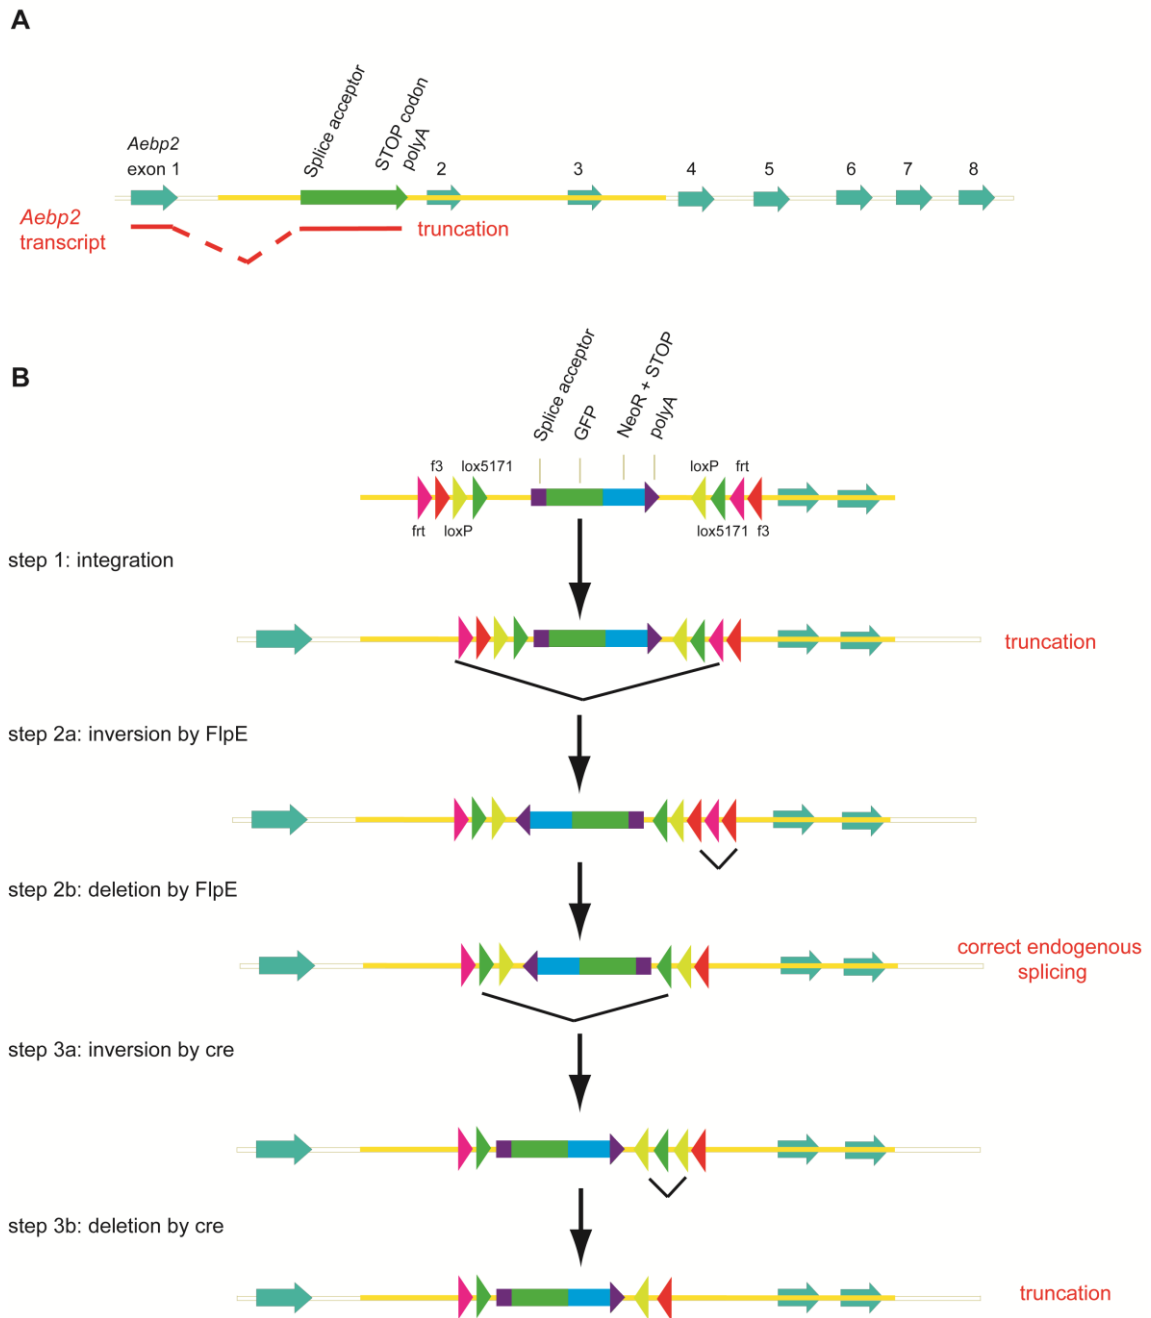 A
Splice acceptor
STOP codon
polyA
Aebp2
exon 1
2
3
4
5
6
7
8
Aebp2
transcript
truncation
B
Splice acceptor
GFP
NeoR + STOP
polyA
f3
lox5171
loxP
frt
frt
loxP
lox5171
f3
step 1: integration
truncation
step 2a: inversion by FlpE
step 2b: deletion by FlpE
correct endogenous
splicing
step 3a: inversion by cre
step 3b: deletion by cre
truncation